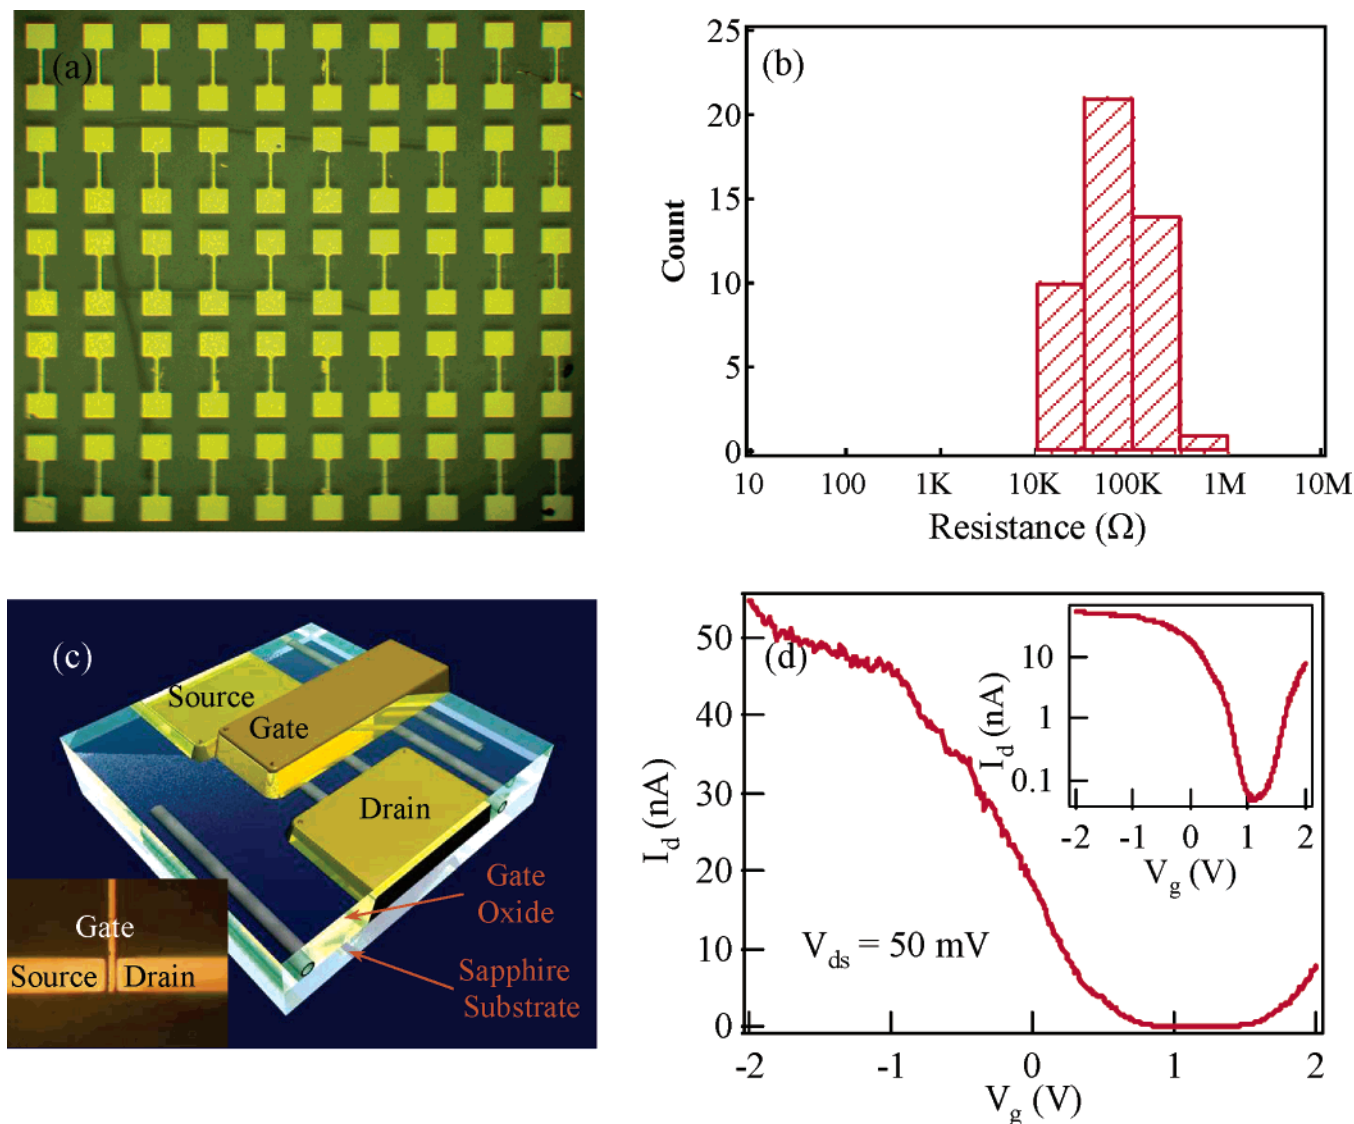 (a)
(b)
25
20
15
10
5
0
Count
10 100 1K 10K 100K 1M 10M
Resistance (Ω)
(c)
Source
Gate
Drain
Gate
Oxide
Sapphire
Substrate
Gate
Source Drain
(d)
50
40
30
20
10
0
I_d (nA)
V_ds = 50 mV
-2 -1 0 1 2
V_g (V)
10
1
0.1
I_d (nA)
-2 -1 0 1 2
V_g (V)